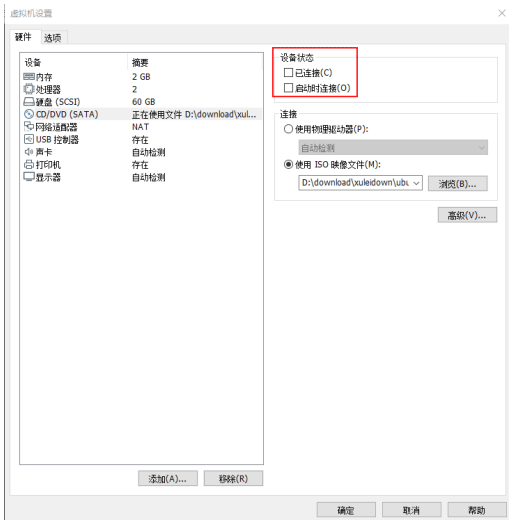 虚拟机设置
硬件 选项
设备 摘要
内存 2 GB
处理器 2
硬盘 (SCSI) 60 GB
CD/DVD (SATA) 正在使用文件 D:\download\xul...
网络适配器 NAT
USB 控制器 存在
声卡 自动检测
打印机 存在
显示器 自动检测
添加(A)... 移除(R)
设备状态
已连接(C)
启动时连接(O)
连接
使用物理驱动器(P):
自动检测
使用 ISO 映像文件(M):
D:\download\xuleidown\ubu 浏览(B)...
高级(V)...
确定 取消 帮助